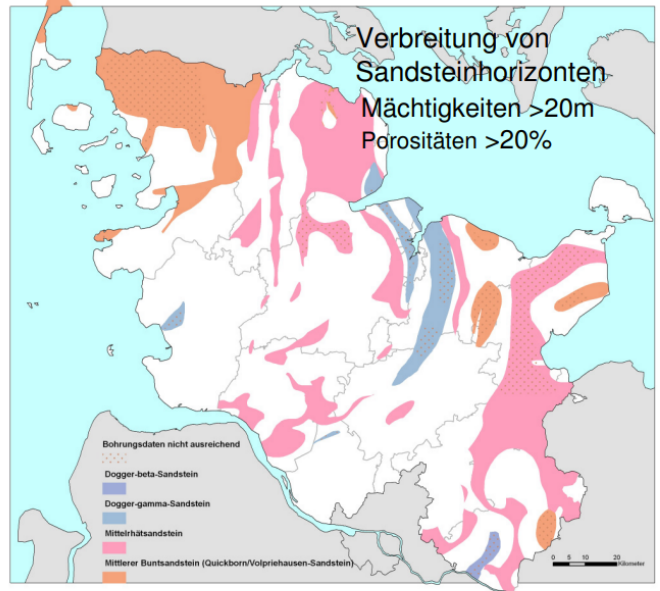 Verbreitung von
Sandsteinhorizonten
Mächtigkeiten >20m
Porositäten >20%
Bohrungsdaten nicht ausreichend
Dogger-beta-Sandstein
Dogger-gamma-Sandstein
Mittelrhätsandstein
Mittlerer Buntsandstein (Quickborn/Volpriehausen-Sandstein)
0 5 10 20
Kilometer